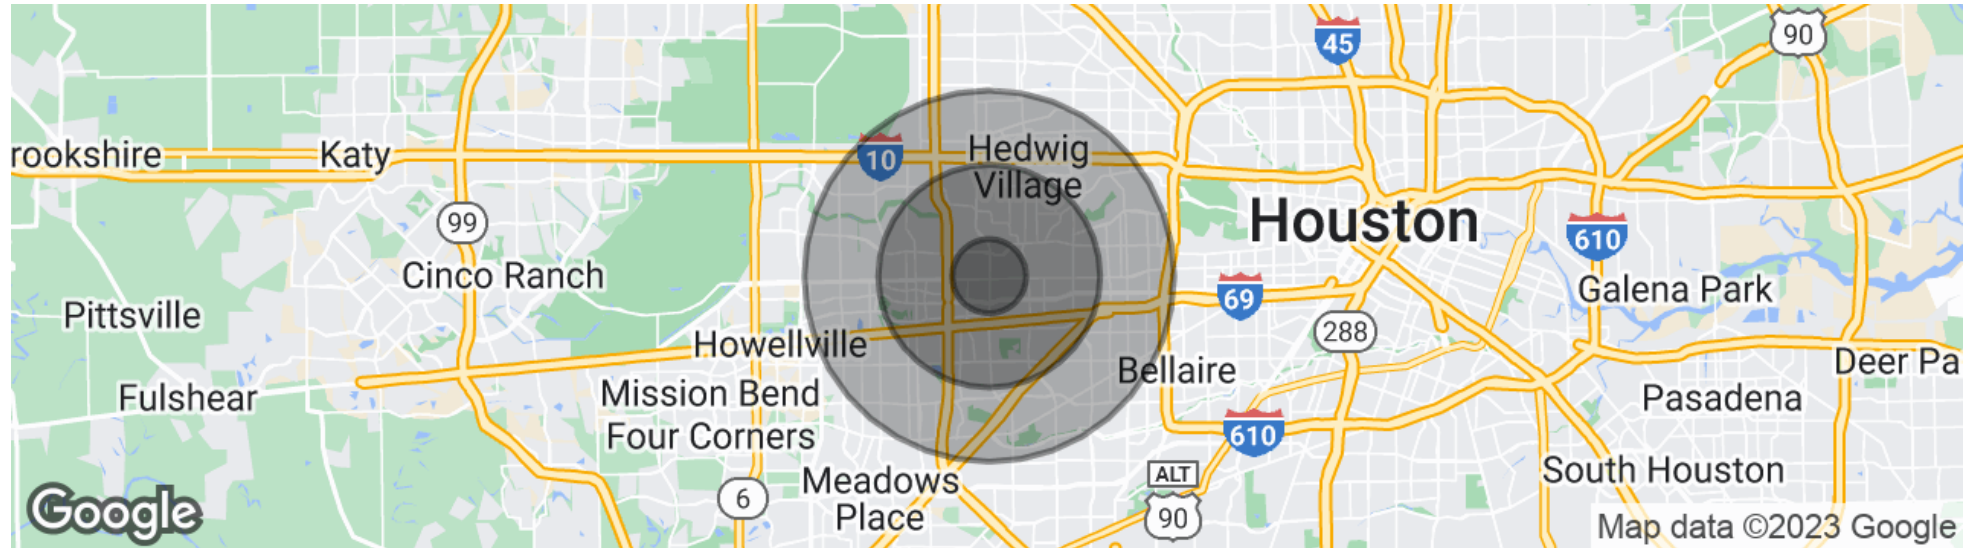 45
90
rookshire
Katy
10
Hedwig
Village
99
Houston
610
Cinco Ranch
69
Galena Park
Pittsville
288
Howellville
Bellaire
Deer Pa
Fulshear
Mission Bend
Pasadena
Four Corners
610
Meadows
Place
ALT
90
South Houston
6
Google
Map data ©2023 Google